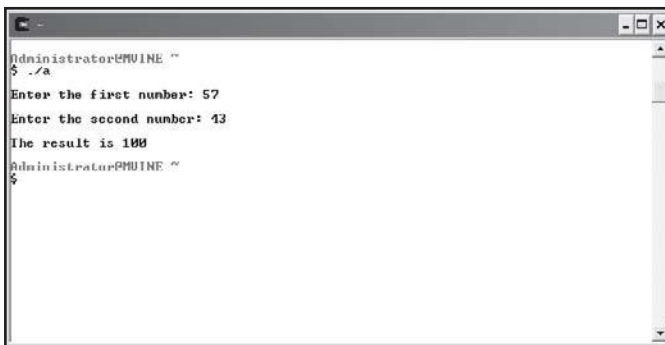 Administrator@MVINE ~
$ ./a
Enter the first number: 57
Enter the second number: 43
The result is 100
Administrator@MVINE ~
$